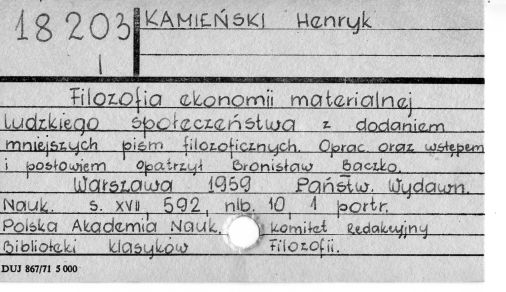 18203 KAMIEŃSKI Henryk
I
Filozofia ekonomii materialnej
ludzkiego społeczeństwa z dodaniem
mniejszych pism filozoficznych. Oprac. oraz wstępem
i posłowiem opatrzył Bronisław Baczko.
Warszawa 1959 Państw. Wydawn.
Nauk. s. XVII, 592, nlb. 10, 1 portr.
Polska Akademia Nauk. Komitet Redakcyjny
Biblioteki klasyków Filozofii.
DUJ 867/71 5 000